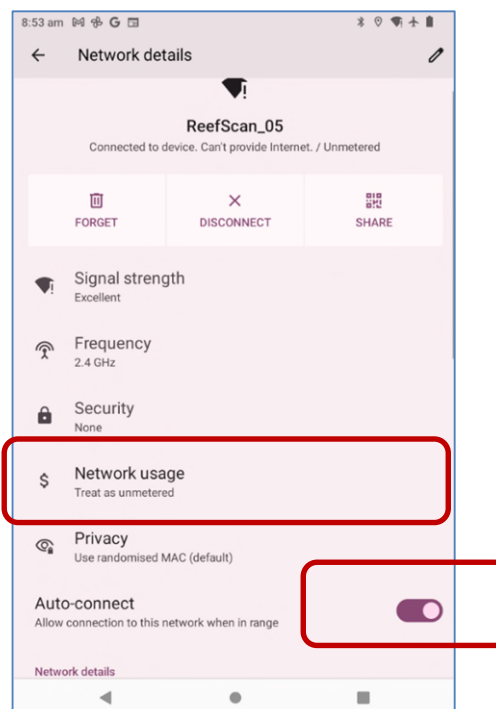 8:53 am
Network details
ReefScan_05
Connected to device. Can't provide Internet. / Unmetered
FORGET DISCONNECT SHARE
Signal strength
Excellent
Frequency
2.4 GHz
Security
None
Network usage
Treat as unmetered
Privacy
Use randomised MAC (default)
Auto-connect
Allow connection to this network when in range
Network details